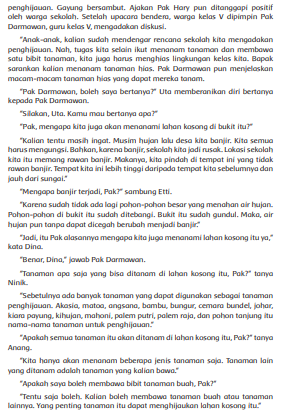 penghijauan. Gayung bersambut. Ajakan Pak Hary pun ditanggapi positif
oleh warga sekolah. Setelah upacara bendera, warga kelas V dipimpin Pak
Darmawan, guru kelas V, mengadakan diskusi.
"Anak-anak, kalian sudah mendengar rencana sekolah kita mengadakan
penghijauan. Nah, tugas kita selain ikut menanam tanaman dan membawa
satu bibit tanaman, kita juga harus menghias lingkungan kelas kita. Bapak
sarankan kalian menanam tanaman hias. Pak Darmawan pun menjelaskan
macam-macam tanaman hias yang dapat mereka tanam.
"Pak Darmawan, boleh saya bertanya?" Uta memberanikan diri bertanya
kepada Pak Darmawan.
"Silakan, Uta. Kamu mau bertanya apa?"
"Pak, mengapa kita juga akan menanami lahan kosong di bukit itu?"
"Kalian tentu masih ingat. Musim hujan lalu desa kita banjir. Kita semua
harus mengungsi. Bahkan, karena banjir, sekolah kita jadi rusak. Lokasi sekolah
kita itu memang rawan banjir. Makanya, kita pindah di tempat ini yang tidak
rawan banjir. Tempat kita ini lebih tinggi daripada tempat kita sebelumnya dan
jauh dari sungai."
"Mengapa banjir terjadi, Pak?" sambung Etti.
"Karena sudah tidak ada lagi pohon-pohon besar yang menahan air hujan.
Pohon-pohon di bukit itu sudah ditebangi. Bukit itu sudah gundul. Maka, air
hujan pun tanpa dapat dicegah berubah menjadi banjir."
"Jadi, itu Pak alasannya mengapa kita juga menanami lahan kosong itu ya,"
kata Dina.
"Benar, Dina," jawab Pak Darmawan.
"Tanaman apa saja yang bisa ditanam di lahan kosong itu, Pak?" tanya
Ninik.
"Sebetulnya ada banyak tanaman yang dapat digunakan sebagai tanaman
penghijauan. Akasia, matoa, angsana, bambu, bungur, cemara bundel, johar,
kiara payung, kihujan, mahoni, palem putri, palem raja, dan pohon tanjung itu
nama-nama tanaman untuk penghijauan."
"Apakah semua tanaman itu akan ditanam di lahan kosong itu, Pak?" tanya
Anang.
"Kita hanya akan menanam beberapa jenis tanaman saja. Tanaman lain
yang ditanam adalah tanaman yang kalian bawa."
"Apakah saya boleh membawa bibit tanaman buah, Pak?"
"Tentu saja boleh. Kalian boleh membawa tanaman buah atau tanaman
lainnya. Yang penting tanaman itu dapat menghijaukan lahan kosong itu."